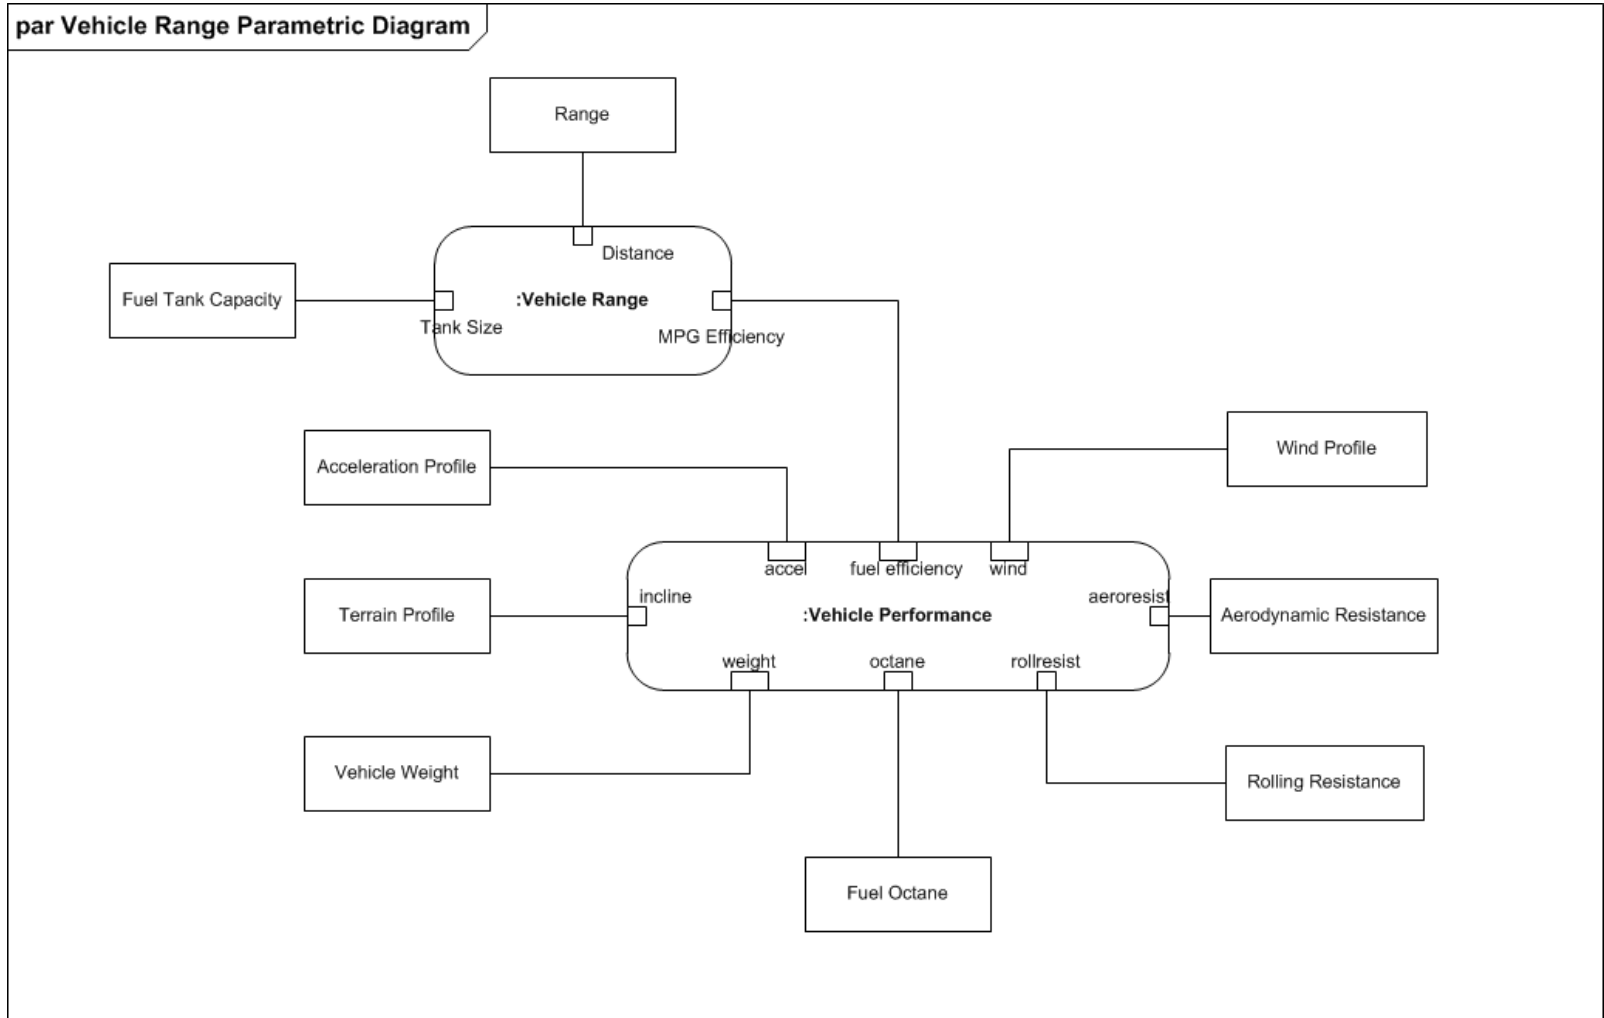 par Vehicle Range Parametric Diagram
Range
Distance
Fuel Tank Capacity
:Vehicle Range
Tank Size
MPG Efficiency
Acceleration Profile
Wind Profile
accel
fuel efficiency
wind
incline
aeroresist
Terrain Profile
:Vehicle Performance
Aerodynamic Resistance
weight
octane
rollresist
Vehicle Weight
Rolling Resistance
Fuel Octane